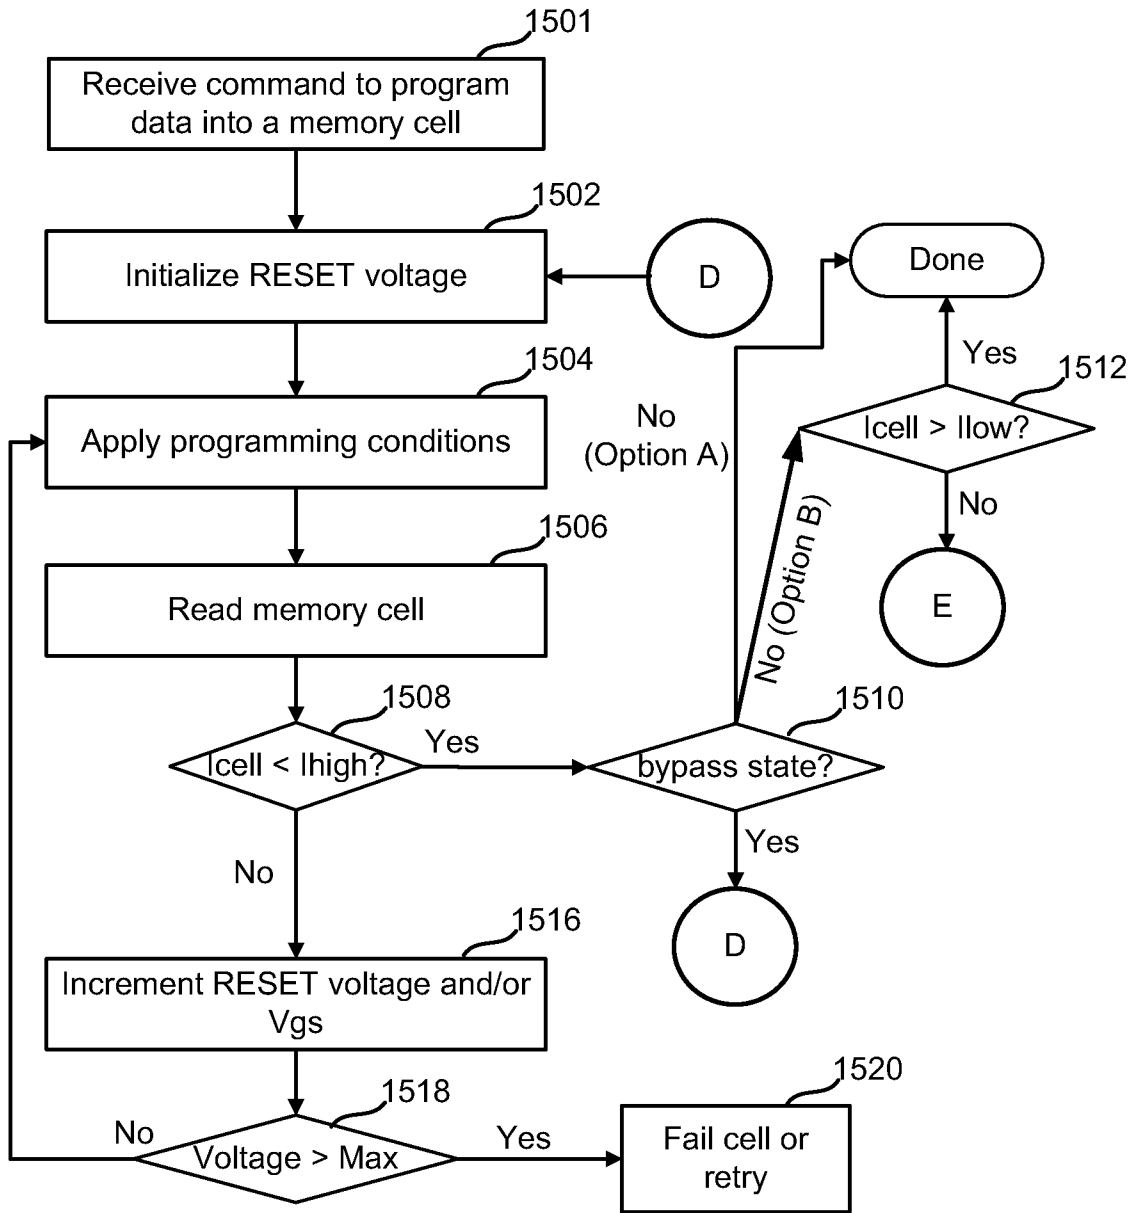 1501
Receive command to program
data into a memory cell
1502
Initialize RESET voltage
D
Done
1504
Apply programming conditions
No
(Option A)
Yes
1512
Icell > Ilow?
No
E
1506
Read memory cell
No (Option B)
1508
Icell < Ihigh?
Yes
1510
bypass state?
Yes
D
No
1516
Increment RESET voltage and/or
Vgs
1518
Voltage > Max
No
Yes
1520
Fail cell or
retry